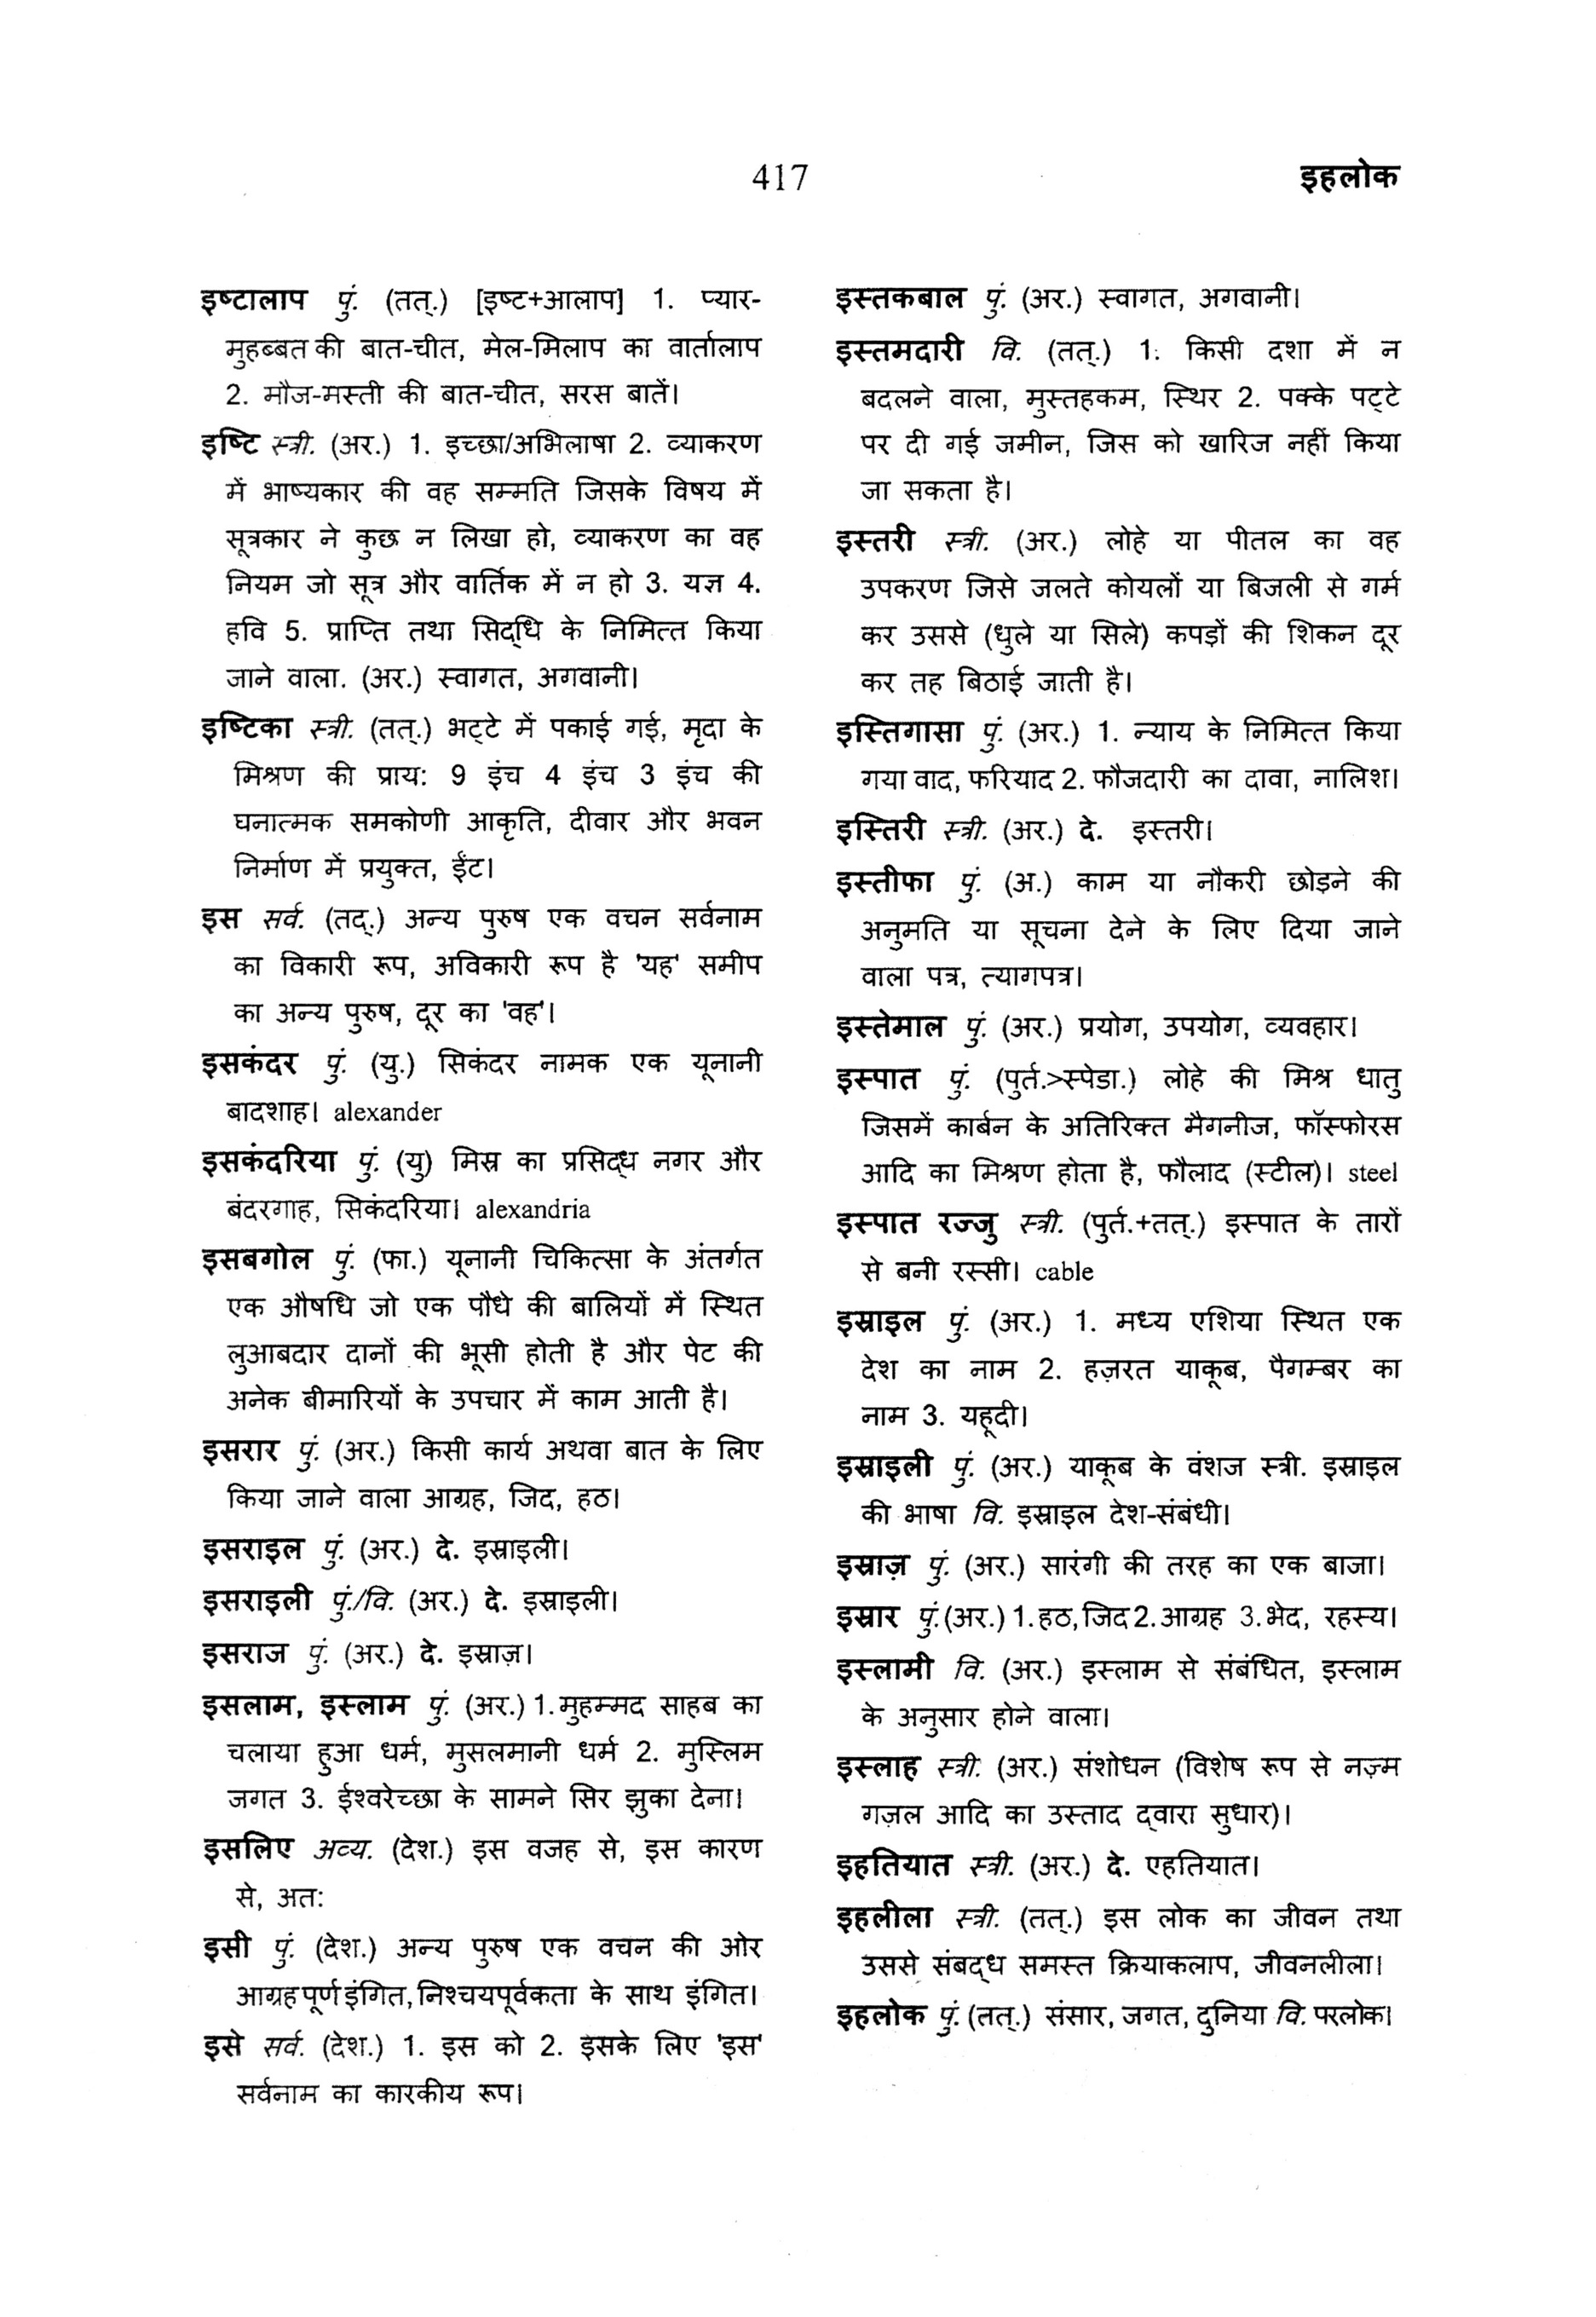 417
इहलोक
इष्टालाप पुं. (तत्.) [इष्ट+आलाप] 1. प्यार-
मुहब्बत की बात-चीत, मेल-मिलाप का वार्तालाप
2. मौज-मस्ती की बात-चीत, सरस बातें।
इष्टि स्त्री. (अर.) 1. इच्छा/अभिलाषा 2. व्याकरण
में भाष्यकार की वह सम्मति जिसके विषय में
सूत्रकार ने कुछ न लिखा हो, व्याकरण का वह
नियम जो सूत्र और वार्तिक में न हो 3. यज्ञ 4.
हवि 5. प्राप्ति तथा सिद्‌धि के निमित्त किया
जाने वाला. (अर.) स्वागत, अगवानी।
इष्टिका स्त्री. (तत्.) भट्‌टे में पकाई गई, मृदा के
मिश्रण की प्राय: 9 इंच 4 इंच 3 इंच की
घनात्मक समकोणी आकृति, दीवार और भवन
निर्माण में प्रयुक्त, ईंट।
इस सर्व. (तद्.) अन्य पुरुष एक वचन सर्वनाम
का विकारी रूप, अविकारी रूप है 'यह' समीप
का अन्य पुरुष, दूर का 'वह'।
इसकंदर पुं. (यु.) सिकंदर नामक एक यूनानी
बादशाह। alexander
इसकंदरिया पुं. (यु) मिस्र का प्रसिद्‌ध नगर और
बंदरगाह, सिकंदरिया। alexandria
इसबगोल पुं. (फा.) यूनानी चिकित्सा के अंतर्गत
एक औषधि जो एक पौधे की बालियों में स्थित
लुआबदार दानों की भूसी होती है और पेट की
अनेक बीमारियों के उपचार में काम आती है।
इसरार पुं. (अर.) किसी कार्य अथवा बात के लिए
किया जाने वाला आग्रह, जिद, हठ।
इसराइल पुं. (अर.) दे. इस्राइली।
इसराइली पुं./वि. (अर.) दे. इस्राइली।
इसराज पुं. (अर.) दे. इस्राज़।
इसलाम, इस्लाम पुं. (अर.) 1.मुहम्मद साहब का
चलाया हुआ धर्म, मुसलमानी धर्म 2. मुस्लिम
जगत 3. ईश्वरेच्छा के सामने सिर झुका देना।
इसलिए अव्य. (देश.) इस वजह से, इस कारण
से, अत:
इसी पुं. (देश.) अन्य पुरुष एक वचन की ओर
आग्रहपूर्ण इंगित, निश्चयपूर्वकता के साथ इंगित।
इसे सर्व. (देश.) 1. इस को 2. इसके लिए 'इस'
सर्वनाम का कारकीय रूप।
इस्तकबाल पुं. (अर.) स्वागत, अगवानी।
इस्तमदारी वि. (तत्.) 1. किसी दशा में न
बदलने वाला, मुस्तहकम, स्थिर 2. पक्के पट्‌टे
पर दी गई जमीन, जिस को खारिज नहीं किया
जा सकता है।
इस्तरी स्त्री. (अर.) लोहे या पीतल का वह
उपकरण जिसे जलते कोयलों या बिजली से गर्म
कर उससे (धुले या सिले) कपड़ों की शिकन दूर
कर तह बिठाई जाती है।
इस्तिगासा पुं. (अर.) 1. न्याय के निमित्त किया
गया वाद, फरियाद 2. फौजदारी का दावा, नालिश।
इस्तिरी स्त्री. (अर.) दे. इस्तरी।
इस्तीफा पुं. (अ.) काम या नौकरी छोड़ने की
अनुमति या सूचना देने के लिए दिया जाने
वाला पत्र, त्यागपत्र।
इस्तेमाल पुं. (अर.) प्रयोग, उपयोग, व्यवहार।
इस्पात पुं. (पुर्त.>स्पेडा.) लोहे की मिश्र धातु
जिसमें कार्बन के अतिरिक्त मैगनीज, फॉस्फोरस
आदि का मिश्रण होता है, फौलाद (स्टील)। steel
इस्पात रज्जु स्त्री. (पुर्त.+तत्.) इस्पात के तारों
से बनी रस्सी। cable
इस्राइल पुं. (अर.) 1. मध्य एशिया स्थित एक
देश का नाम 2. हज़रत याकूब, पैगम्बर का
नाम 3. यहूदी।
इस्राइली पुं. (अर.) याकूब के वंशज स्त्री. इस्राइल
की भाषा वि. इस्राइल देश-संबंधी।
इस्राज़ पुं. (अर.) सारंगी की तरह का एक बाजा।
इस्रार पुं.(अर.) 1.हठ, जिद 2.आग्रह 3.भेद, रहस्य।
इस्लामी वि. (अर.) इस्लाम से संबंधित, इस्लाम
के अनुसार होने वाला।
इस्लाह स्त्री. (अर.) संशोधन (विशेष रूप से नज़्म
गज़ल आदि का उस्ताद द्‌वारा सुधार)।
इहतियात स्त्री. (अर.) दे. एहतियात।
इहलीला स्त्री. (तत्.) इस लोक का जीवन तथा
उससे संबद्‌ध समस्त क्रियाकलाप, जीवनलीला।
इहलोक पुं. (तत्.) संसार, जगत, दुनिया वि. परलोक।